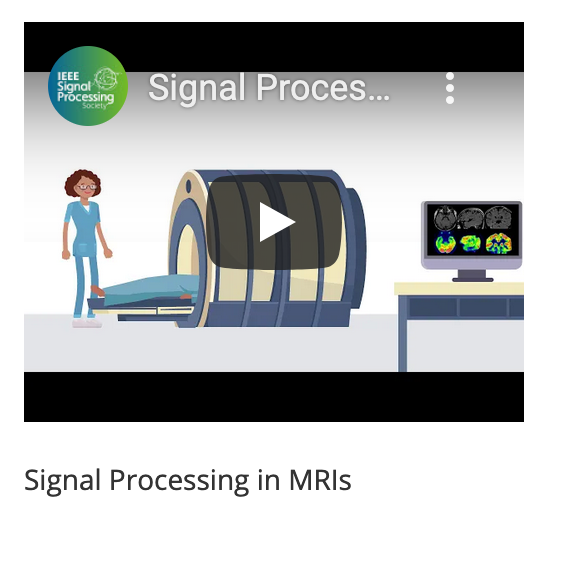 IEEE
Signal
Processing
Society
Signal Proces...
Signal Processing in MRIs